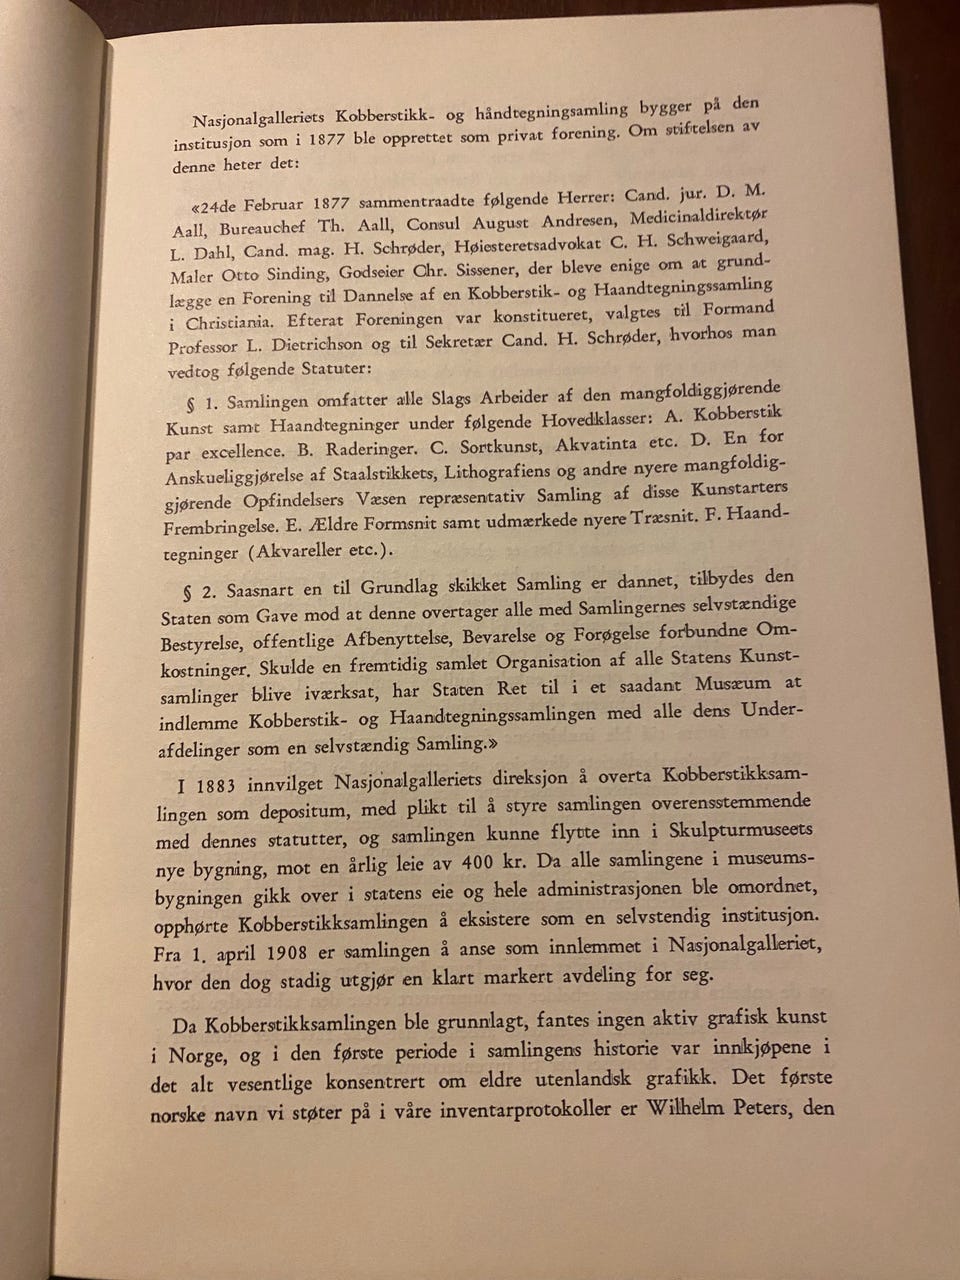 Nasjonalgalleriets Kobberstikk- og håndtegningsamling bygger på den
institusjon som i 1877 ble opprettet som privat forening. Om stiftelsen av
denne heter det:
«24de Februar 1877 sammentraadte følgende Herrer: Cand. jur. D. M.
Aall, Bureauchef Th. Aall, Consul August Andresen, Medicinaldirektør
L. Dahl, Cand. mag. H. Schrøder, Høiesteretsadvokat C. H. Schweigaard,
Maler Otto Sinding, Godseier Chr. Sissener, der bleve enige om at grund-
lægge en Forening til Dannelse af en Kobberstik- og Haandtegningssamling
i Christiania. Efterat Foreningen var konstitueret, valgtes til Formand
Professor L. Dietrichson og til Sekretær Cand. H. Schrøder, hvorhos man
vedtog følgende Statuter:
§ 1. Samlingen omfatter alle Slags Arbeider af den mangfoldiggjørende
Kunst samt Haandtegninger under følgende Hovedklasser: A. Kobberstik
par excellence. B. Raderinger. C. Sortkunst, Akvatinta etc. D. En for
Anskueliggjørelse af Staalstikkets, Lithografiens og andre nyere mangfoldig-
gjørende Opfindelsers Væsen repræsentativ Samling af disse Kunstarters
Frembringelse. E. Ældre Formsnit samt udmærkede nyere Træsnit. F. Haand-
tegninger (Akvareller etc.).
§ 2. Saasnart en til Grundlag skikket Samling er dannet, tilbydes den
Staten som Gave mod at denne overtager alle med Samlingernes selvstændige
Bestyrelse, offentlige Afbenyttelse, Bevarelse og Forøgelse forbundne Om-
kostninger. Skulde en fremtidig samlet Organisation af alle Statens Kunst-
samlinger blive iværksat, har Staten Ret til i et saadant Musæum at
indlemme Kobberstik- og Haandtegningssamlingen med alle dens Under-
afdelinger som en selvstændig Samling.»
I 1883 innvilget Nasjonalgalleriets direksjon å overta Kobberstikksam-
lingen som depositum, med plikt til å styre samlingen overensstemmende
med dennes statutter, og samlingen kunne flytte inn i Skulpturmuseets
nye bygning, mot en årlig leie av 400 kr. Da alle samlingene i museums-
bygningen gikk over i statens eie og hele administrasjonen ble omordnet,
opphørte Kobberstikksamlingen å eksistere som en selvstendig institusjon.
Fra 1. april 1908 er samlingen å anse som innlemmet i Nasjonalgalleriet,
hvor den dog stadig utgjør en klart markert avdeling for seg.
Da Kobberstikksamlingen ble grunnlagt, fantes ingen aktiv grafisk kunst
i Norge, og i den første periode i samlingens historie var innkjøpene i
det alt vesentlige konsentrert om eldre utenlandsk grafikk. Det første
norske navn vi støter på i våre inventarprotokoller er Wilhelm Peters, den